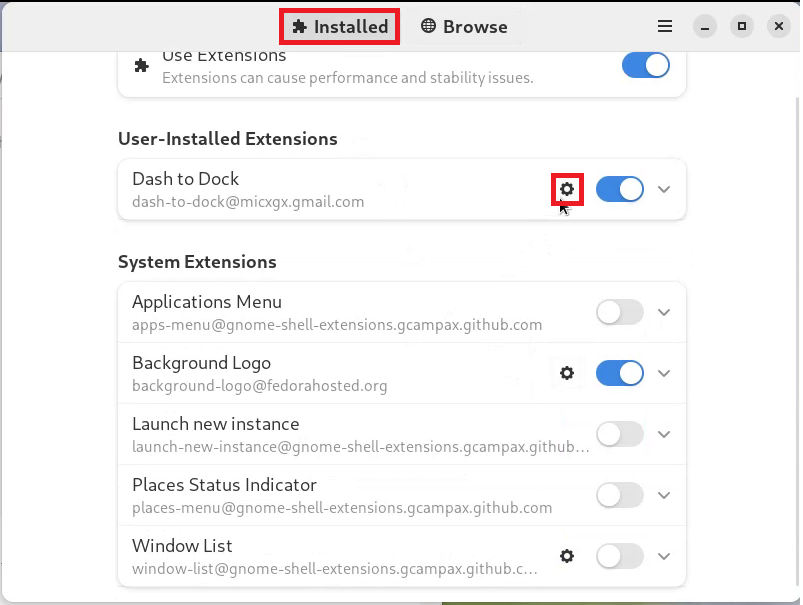 Installed
Browse
Use Extensions
Extensions can cause performance and stability issues.
User-Installed Extensions
Dash to Dock
dash-to-dock@micxgx.gmail.com
System Extensions
Applications Menu
apps-menu@gnome-shell-extensions.gcampax.github.com
Background Logo
background-logo@fedorahosted.org
Launch new instance
launch-new-instance@gnome-shell-extensions.gcampax.github...
Places Status Indicator
places-menu@gnome-shell-extensions.gcampax.github.com
Window List
window-list@gnome-shell-extensions.gcampax.github.c...